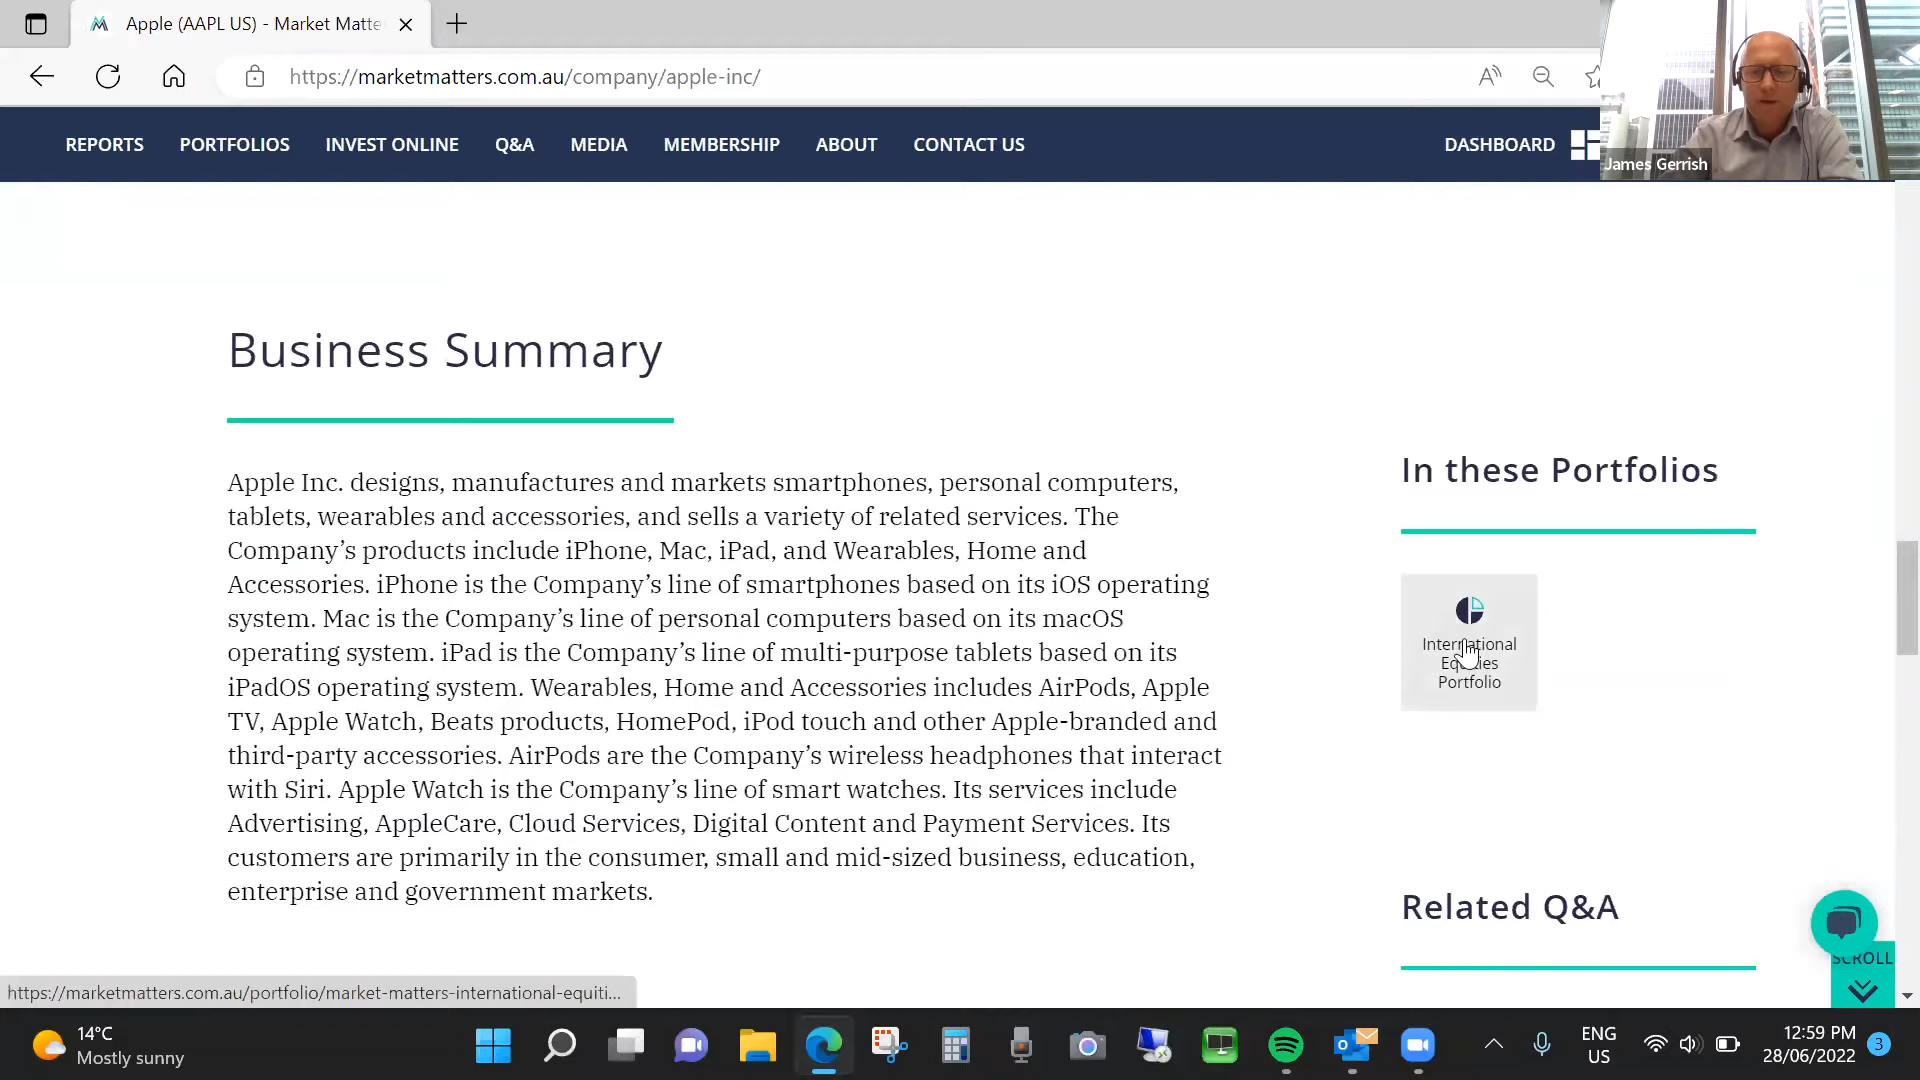 Apple (AAPL US) - Market Matte
https://marketmatters.com.au/company/apple-inc/
REPORTS PORTFOLIOS INVEST ONLINE Q&A MEDIA MEMBERSHIP ABOUT CONTACT US DASHBOARD
James Gerrish
Business Summary
Apple Inc. designs, manufactures and markets smartphones, personal computers,
tablets, wearables and accessories, and sells a variety of related services. The
Company’s products include iPhone, Mac, iPad, and Wearables, Home and
Accessories. iPhone is the Company’s line of smartphones based on its iOS operating
system. Mac is the Company’s line of personal computers based on its macOS
operating system. iPad is the Company’s line of multi-purpose tablets based on its
iPadOS operating system. Wearables, Home and Accessories includes AirPods, Apple
TV, Apple Watch, Beats products, HomePod, iPod touch and other Apple-branded and
third-party accessories. AirPods are the Company’s wireless headphones that interact
with Siri. Apple Watch is the Company’s line of smart watches. Its services include
Advertising, AppleCare, Cloud Services, Digital Content and Payment Services. Its
customers are primarily in the consumer, small and mid-sized business, education,
enterprise and government markets.
In these Portfolios
International
Equities
Portfolio
Related Q&A
SCROLL
https://marketmatters.com.au/portfolio/market-matters-international-equiti...
14°C
Mostly sunny
ENG
US
12:59 PM
28/06/2022
3